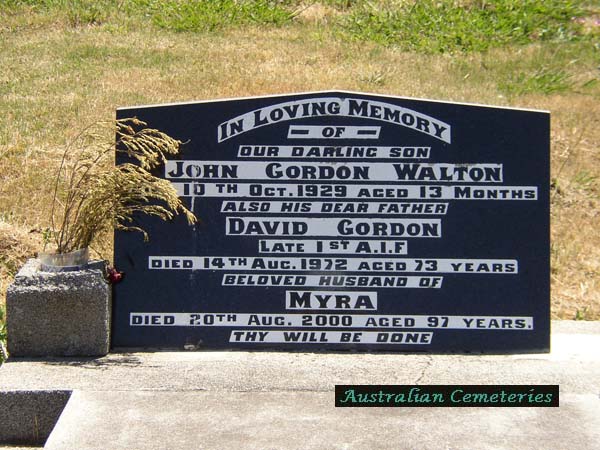 IN LOVING MEMORY
— OF —
OUR DARLING SON
JOHN GORDON WALTON
10TH OCT. 1929 AGED 13 MONTHS
ALSO HIS DEAR FATHER
DAVID GORDON
LATE 1ST A.I.F
DIED 14TH AUG. 1972 AGED 73 YEARS
BELOVED HUSBAND OF
MYRA
DIED 20TH AUG. 2000 AGED 97 YEARS.
THY WILL BE DONE
Australian Cemeteries